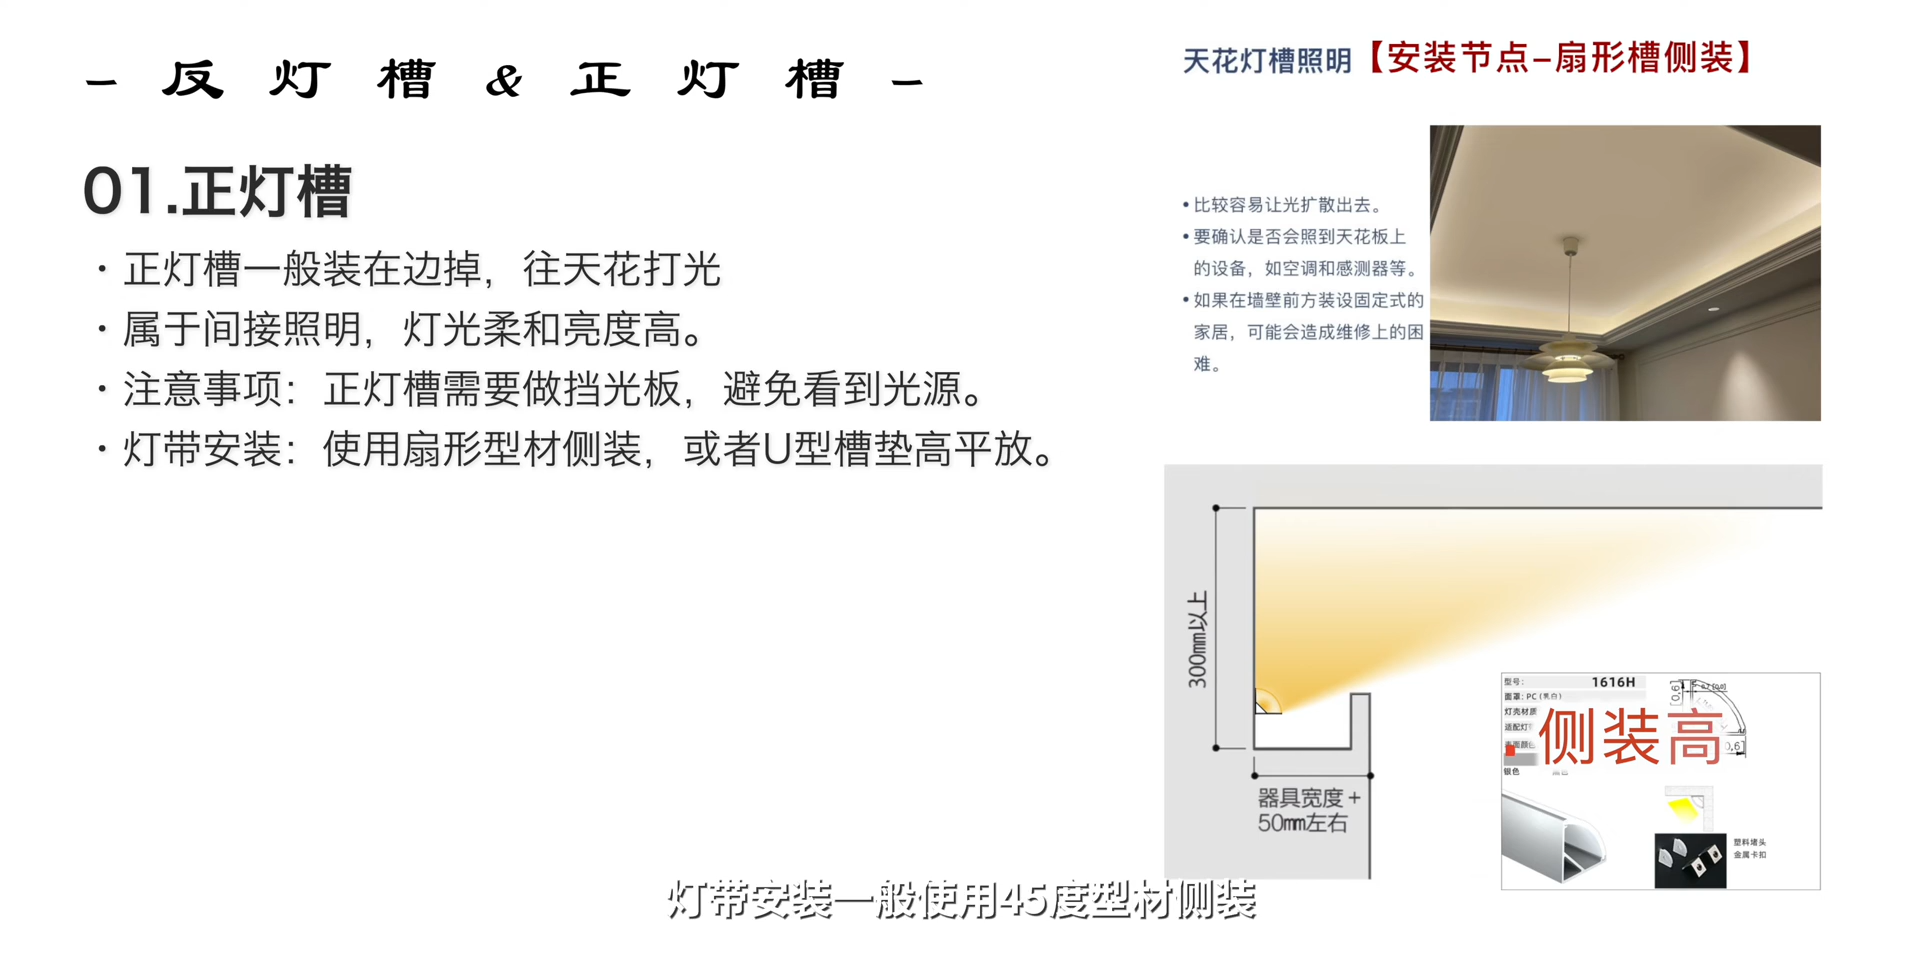 - 反灯槽&正灯槽 -
01.正灯槽
·正灯槽一般装在边掉，往天花打光
·属于间接照明，灯光柔和亮度高。
·注意事项：正灯槽需要做挡光板，避免看到光源。
·灯带安装：使用扇形型材侧装，或者U型槽垫高平放。
天花灯槽照明【安装节点-扇形槽侧装】
•比较容易让光扩散出去。
•要确认是否会照到天花板上
的设备，如空调和感测器等。
•如果在墙壁前方装设固定式的
家居，可能会造成维修上的困
难。
300mm以上
器具宽度+
50mm左右
型号： 1616H
面罩：PC（乳白）
灯壳材质
适配灯
表面颜色
银色
侧装高
塑料堵头
金属卡扣
灯带安装一般使用45度型材侧装